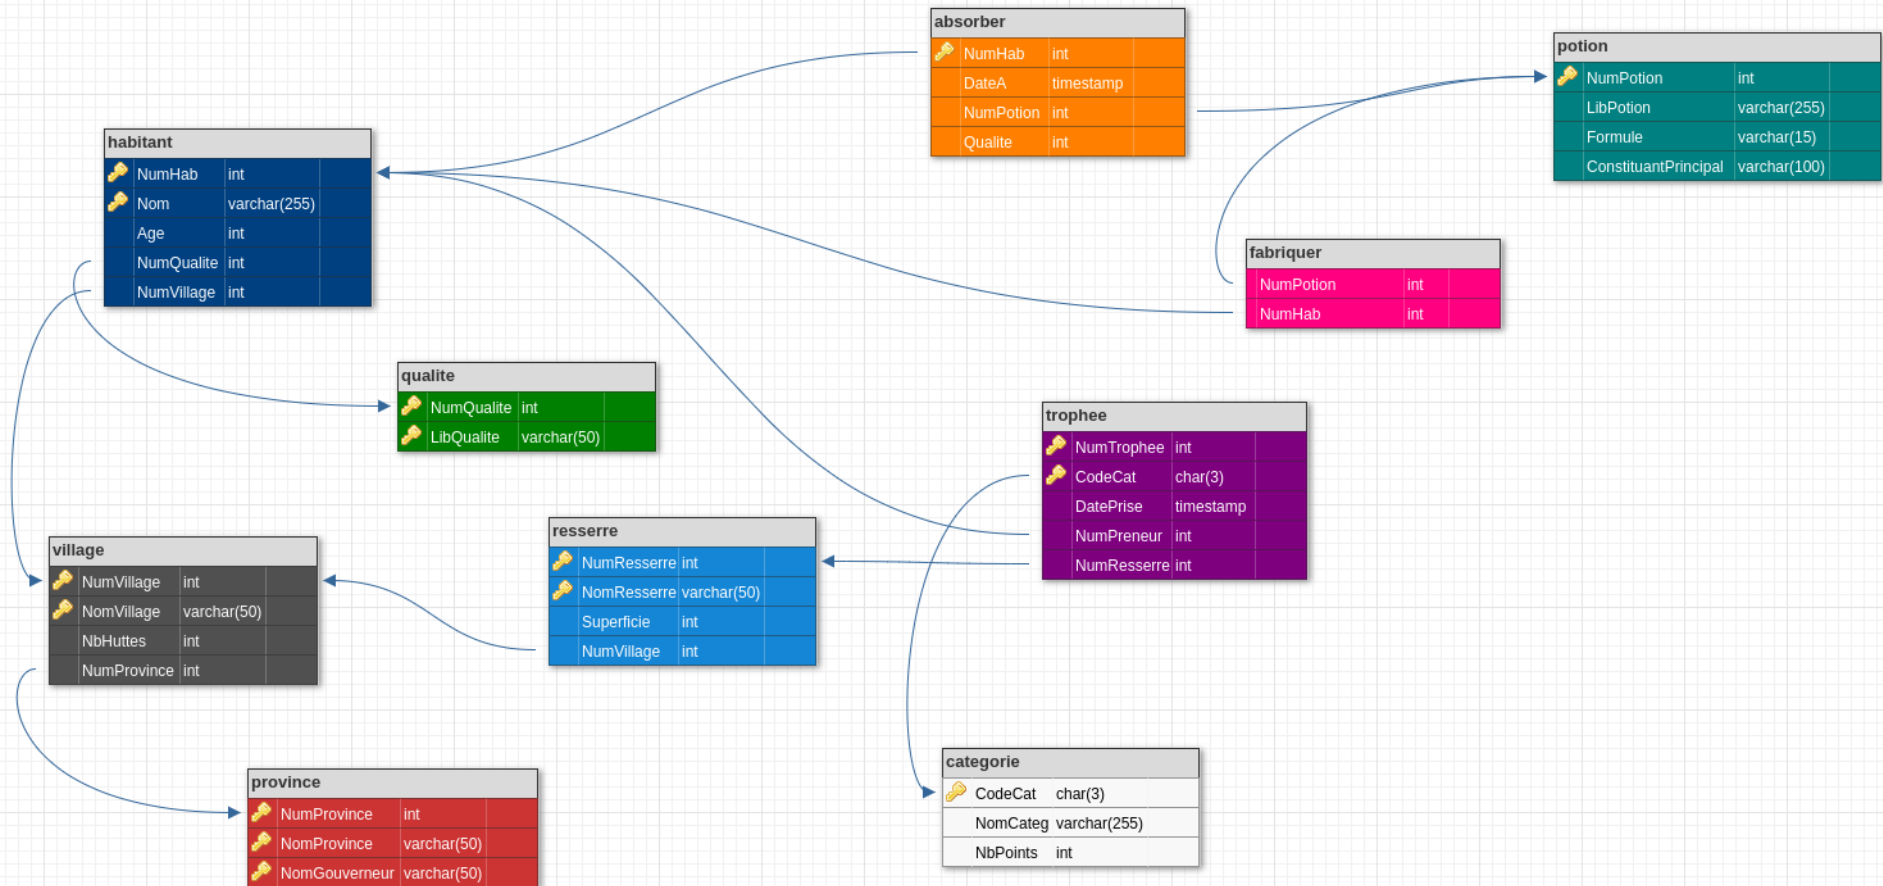 absorber
NumHab int
DateA timestamp
NumPotion int
Qualite int
potion
NumPotion int
LibPotion varchar(255)
Formule varchar(15)
ConstituantPrincipal varchar(100)
habitant
NumHab int
Nom varchar(255)
Age int
NumQualite int
NumVillage int
fabriquer
NumPotion int
NumHab int
qualite
NumQualite int
LibQualite varchar(50)
trophee
NumTrophee int
CodeCat char(3)
DatePrise timestamp
NumPreneur int
NumResserre int
resserre
NumResserre int
NomResserre varchar(50)
Superficie int
NumVillage int
village
NumVillage int
NomVillage varchar(50)
NbHuttes int
NumProvince int
province
NumProvince int
NomProvince varchar(50)
NomGouverneur varchar(50)
categorie
CodeCat char(3)
NomCateg varchar(255)
NbPoints int